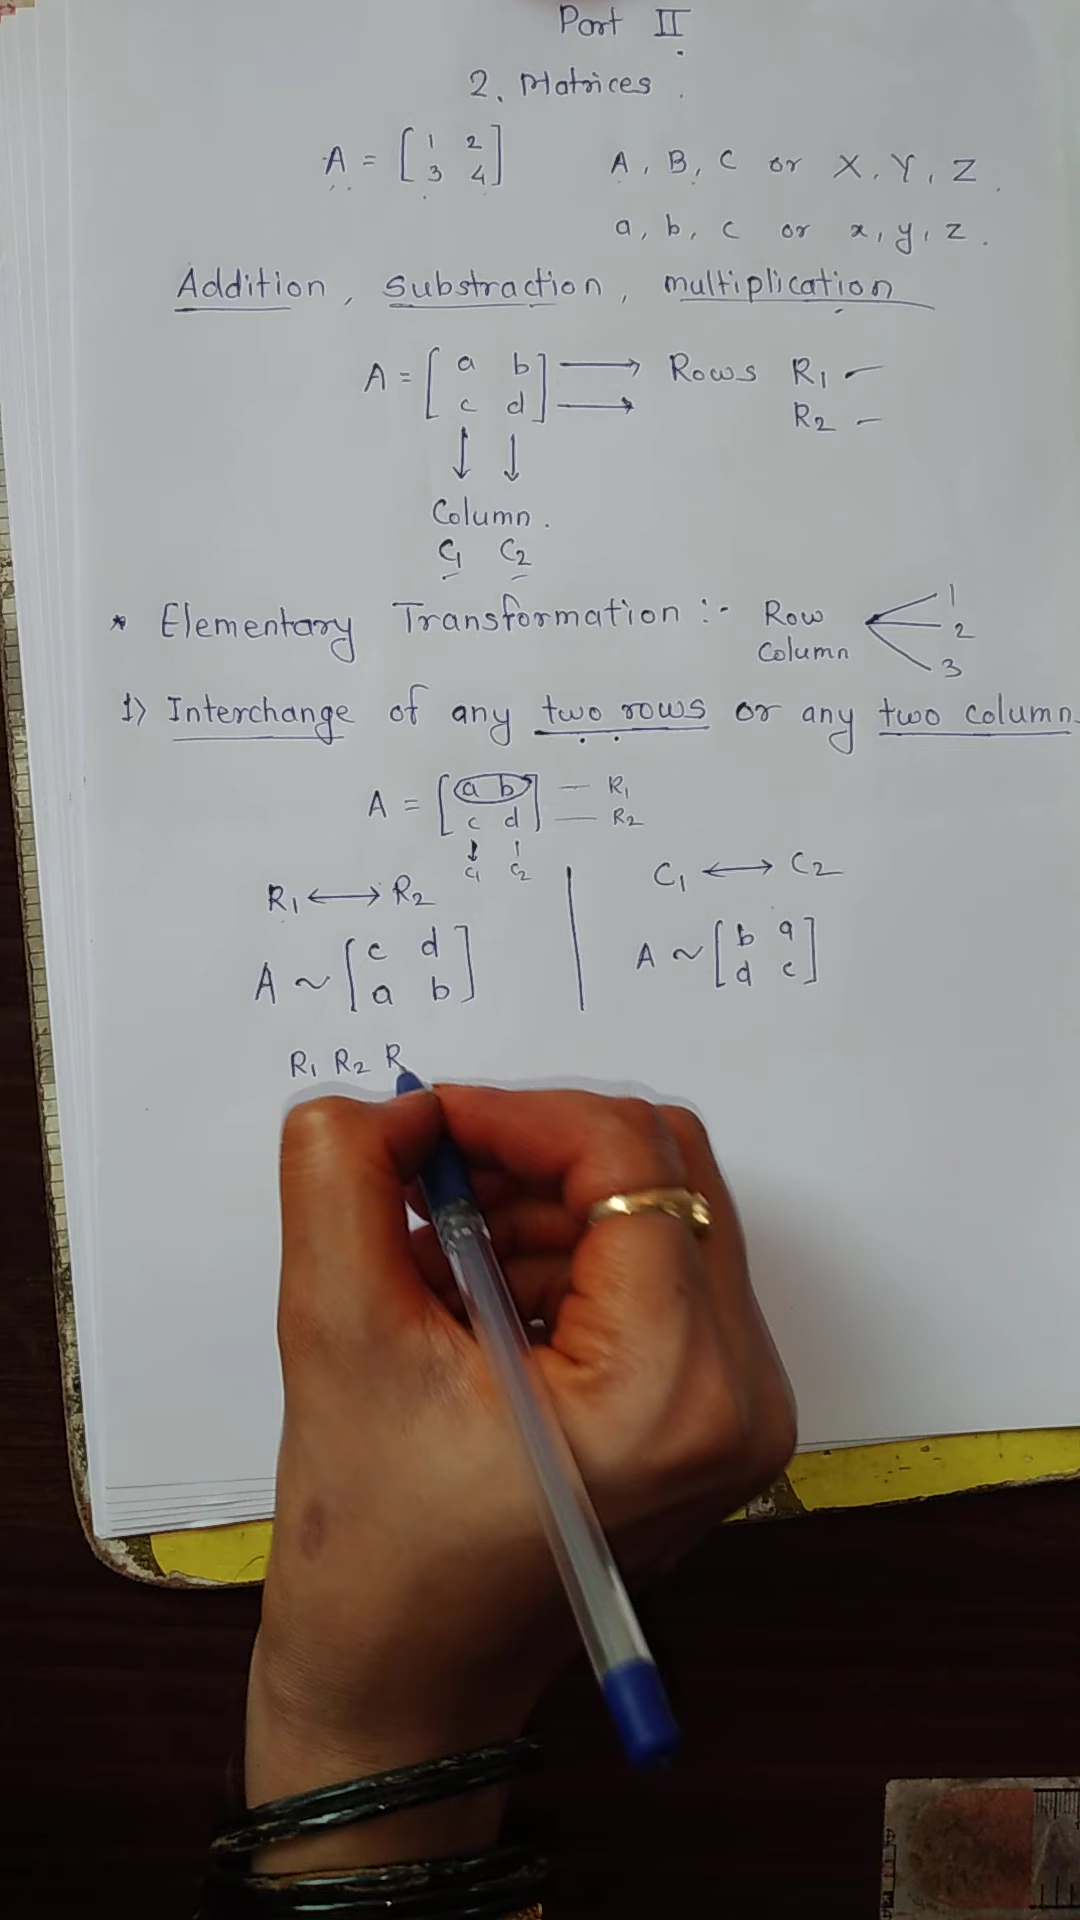 Part II
2. Matrices.
A = [1 2
3 4]
A, B, C or X, Y, Z.
a, b, c or x, y, z.
Addition, substraction, multiplication
A = [a b
c d]
→ Rows R1 –
→ R2 –
↓ ↓
Column.
C1 C2
* Elementary Transformation :- Row
Column
1
2
3
1) Interchange of any two rows or any two column.
A = [a b — R1
c d] — R2
↓
C1 C2
R1 ↔ R2
A ~ [c d
a b]
C1 ↔ C2
A ~ [b a
d c]
R1 R2 R